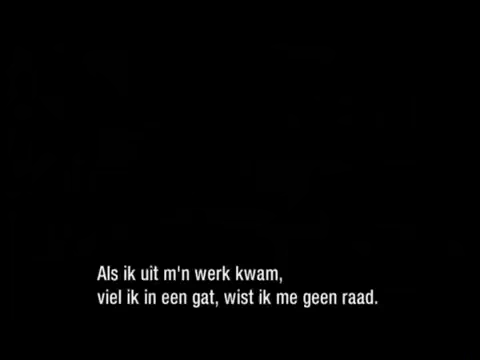 Als ik uit m'n werk kwam,
viel ik in een gat, wist ik me geen raad.